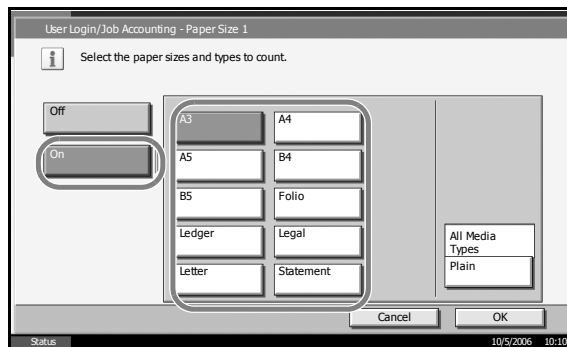 User Login/Job Accounting - Paper Size 1
i Select the paper sizes and types to count.
Off
On
A3 A4
A5 B4
B5 Folio
Ledger Legal
Letter Statement
All Media
Types
Plain
Cancel OK
Status 10/5/2006 10:10